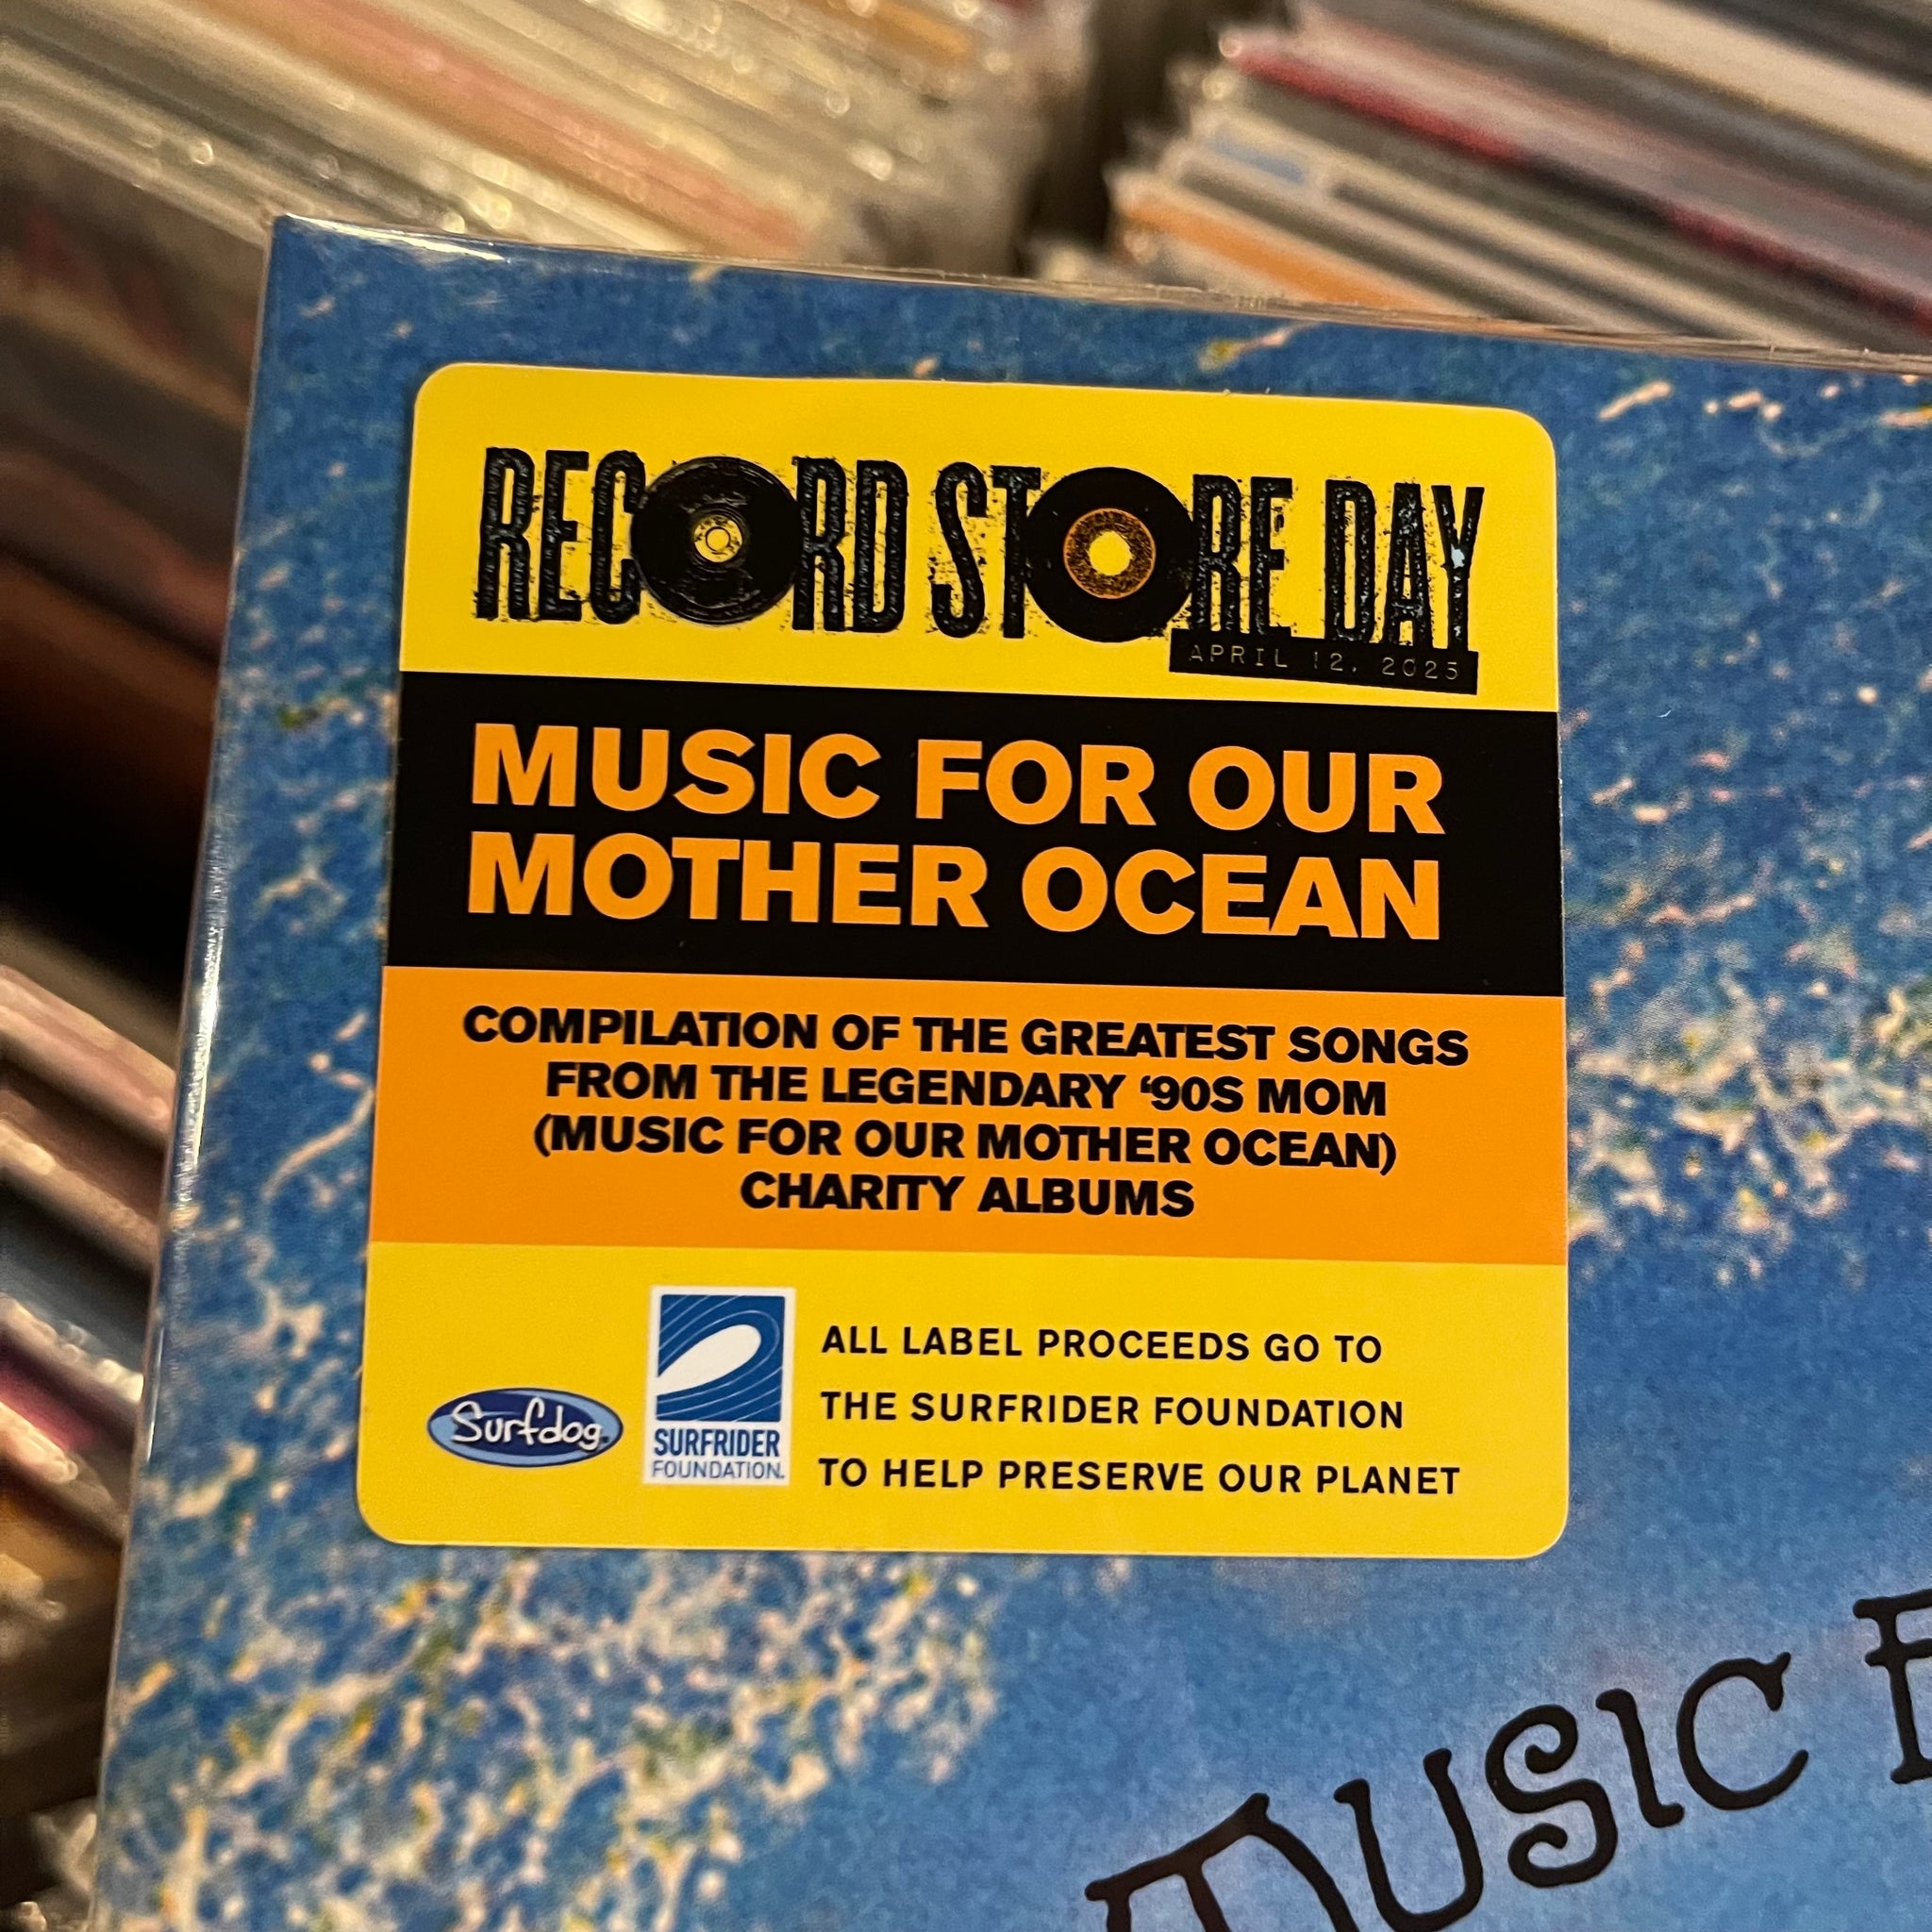 RECORD STORE DAY
APRIL 12, 2025
MUSIC FOR OUR
MOTHER OCEAN
COMPILATION OF THE GREATEST SONGS
FROM THE LEGENDARY ‘90S MOM
(MUSIC FOR OUR MOTHER OCEAN)
CHARITY ALBUMS
Surfdog
SURFRIDER
FOUNDATION.
ALL LABEL PROCEEDS GO TO
THE SURFRIDER FOUNDATION
TO HELP PRESERVE OUR PLANET
MUSIC